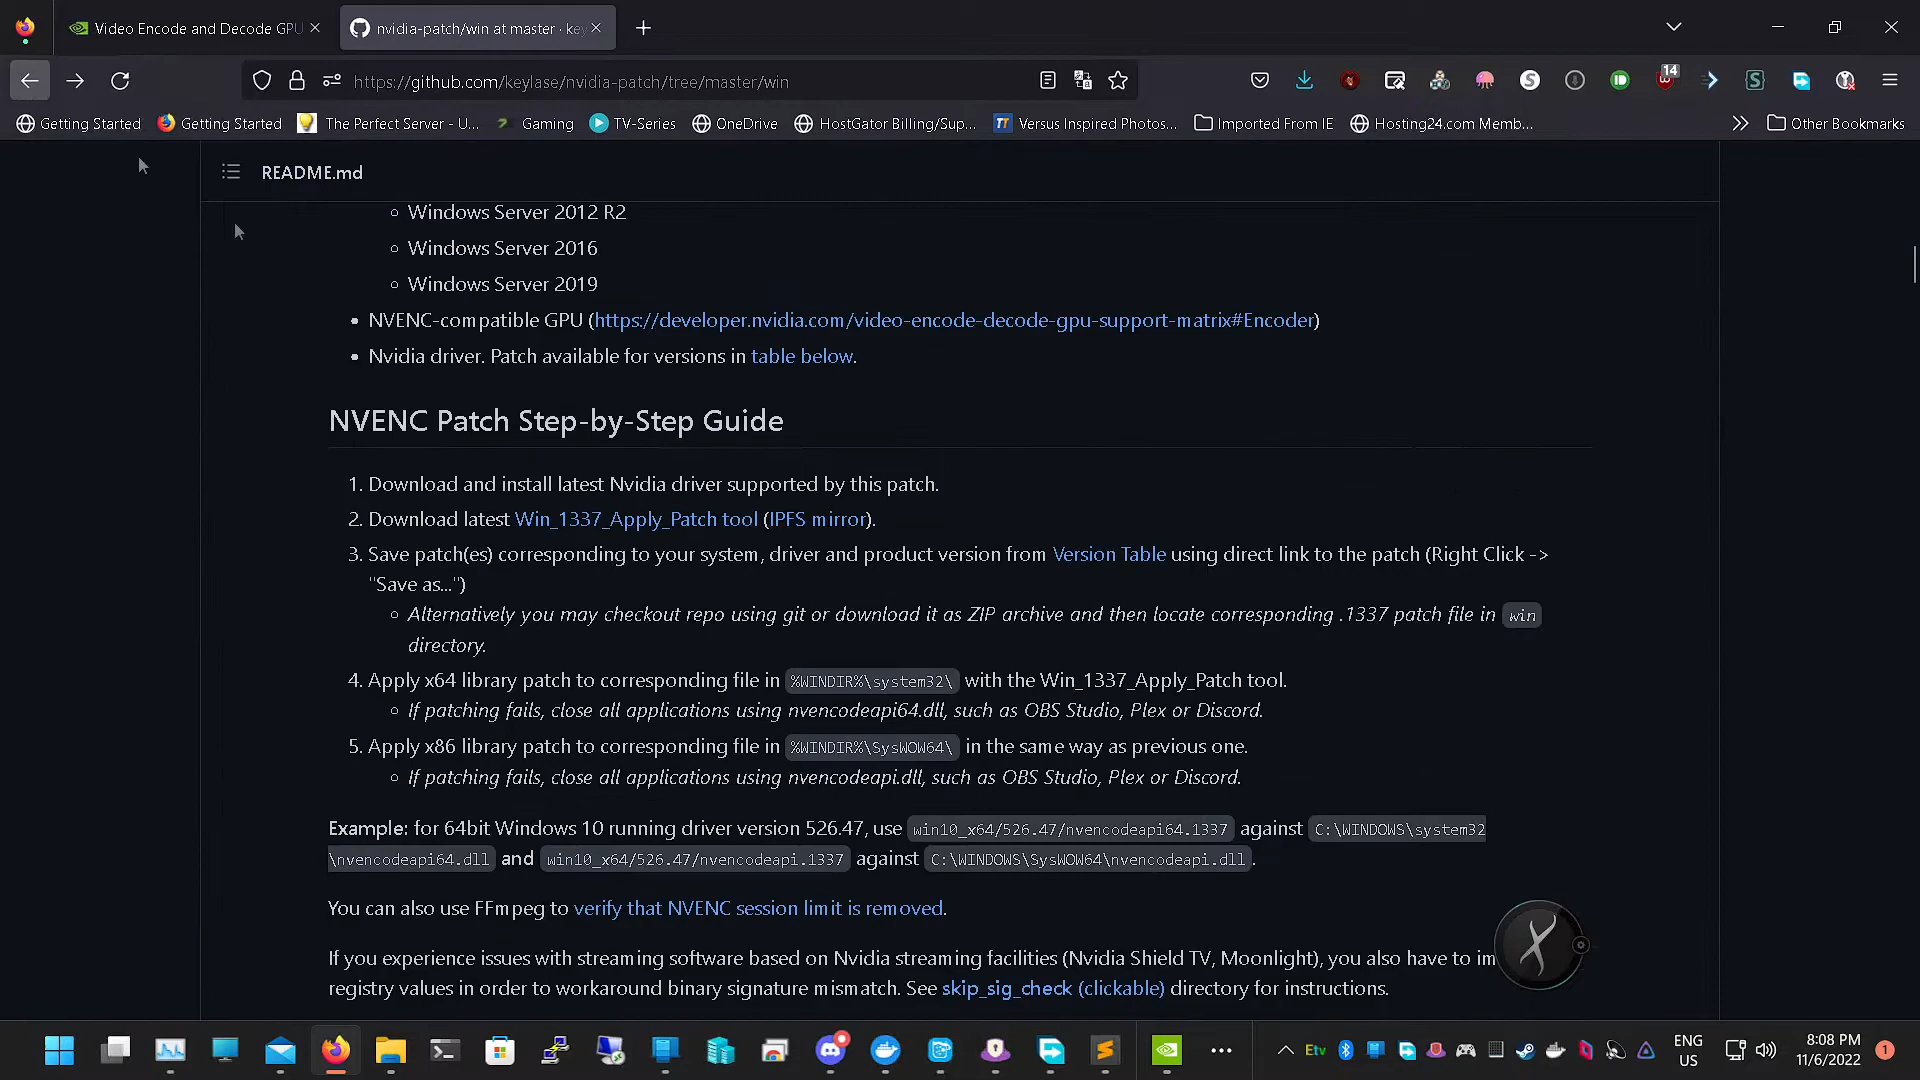 Video Encode and Decode GPU
nvidia-patch/win at master · key
https://github.com/keylase/nvidia-patch/tree/master/win
14
Getting Started
Getting Started
The Perfect Server - U...
Gaming
TV-Series
OneDrive
HostGator Billing/Sup...
Versus Inspired Photos...
Imported From IE
Hosting24.com Memb...
Other Bookmarks
README.md
Windows Server 2012 R2
Windows Server 2016
Windows Server 2019
NVENC-compatible GPU (https://developer.nvidia.com/video-encode-decode-gpu-support-matrix#Encoder)
Nvidia driver. Patch available for versions in table below.
NVENC Patch Step-by-Step Guide
1. Download and install latest Nvidia driver supported by this patch.
2. Download latest Win_1337_Apply_Patch tool (IPFS mirror).
3. Save patch(es) corresponding to your system, driver and product version from Version Table using direct link to the patch (Right Click ->
"Save as...")
Alternatively you may checkout repo using git or download it as ZIP archive and then locate corresponding .1337 patch file in win
directory.
4. Apply x64 library patch to corresponding file in %WINDIR%\system32\ with the Win_1337_Apply_Patch tool.
If patching fails, close all applications using nvencodeapi64.dll, such as OBS Studio, Plex or Discord.
5. Apply x86 library patch to corresponding file in %WINDIR%\SysWOW64\ in the same way as previous one.
If patching fails, close all applications using nvencodeapi.dll, such as OBS Studio, Plex or Discord.
Example: for 64bit Windows 10 running driver version 526.47, use win10_x64/526.47/nvencodeapi64.1337 against C:\WINDOWS\system32
\nvencodeapi64.dll and win10_x64/526.47/nvencodeapi.1337 against C:\WINDOWS\SysWOW64\nvencodeapi.dll.
You can also use FFmpeg to verify that NVENC session limit is removed.
If you experience issues with streaming software based on Nvidia streaming facilities (Nvidia Shield TV, Moonlight), you also have to im
registry values in order to workaround binary signature mismatch. See skip_sig_check (clickable) directory for instructions.
Etv
ENG
US
8:08 PM
11/6/2022
1